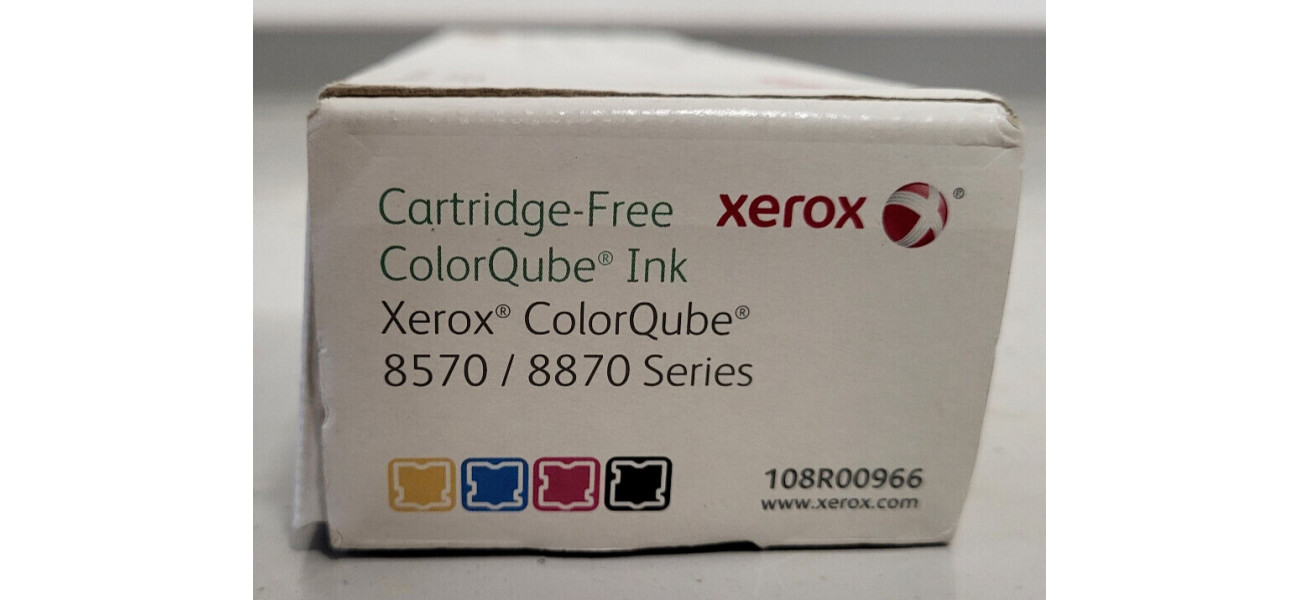 Cartridge-Free
ColorQube® Ink
Xerox® ColorQube®
8570 / 8870 Series
xerox ®
108R00966
www.xerox.com